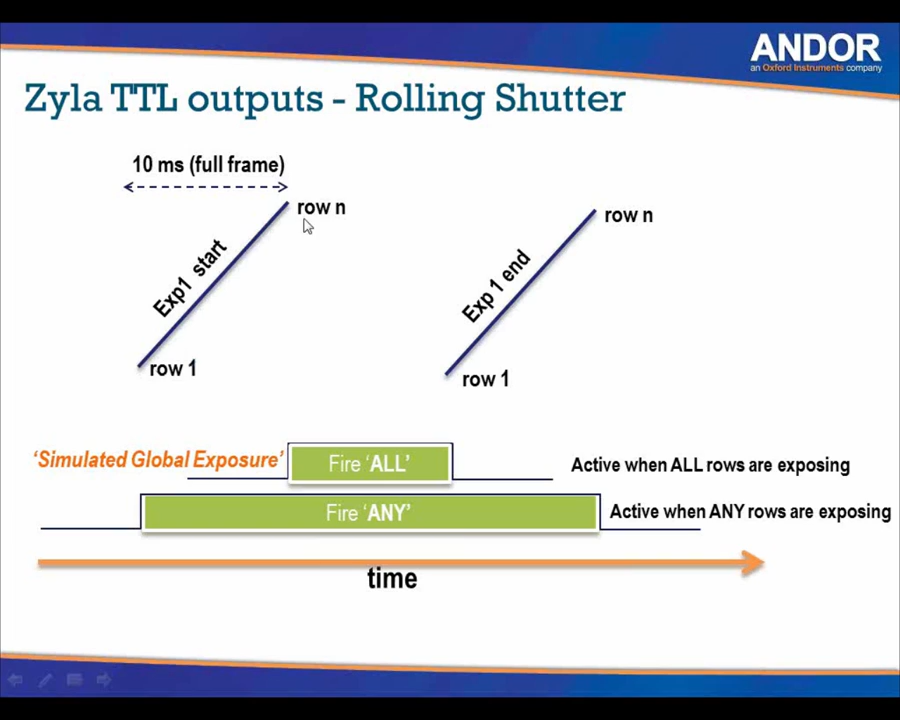 ANDOR
an Oxford Instruments company
Zyla TTL outputs - Rolling Shutter
10 ms (full frame)
row n
row n
Exp1 start
Exp 1 end
row 1
row 1
'Simulated Global Exposure'
Fire 'ALL'
Active when ALL rows are exposing
Fire 'ANY'
Active when ANY rows are exposing
time